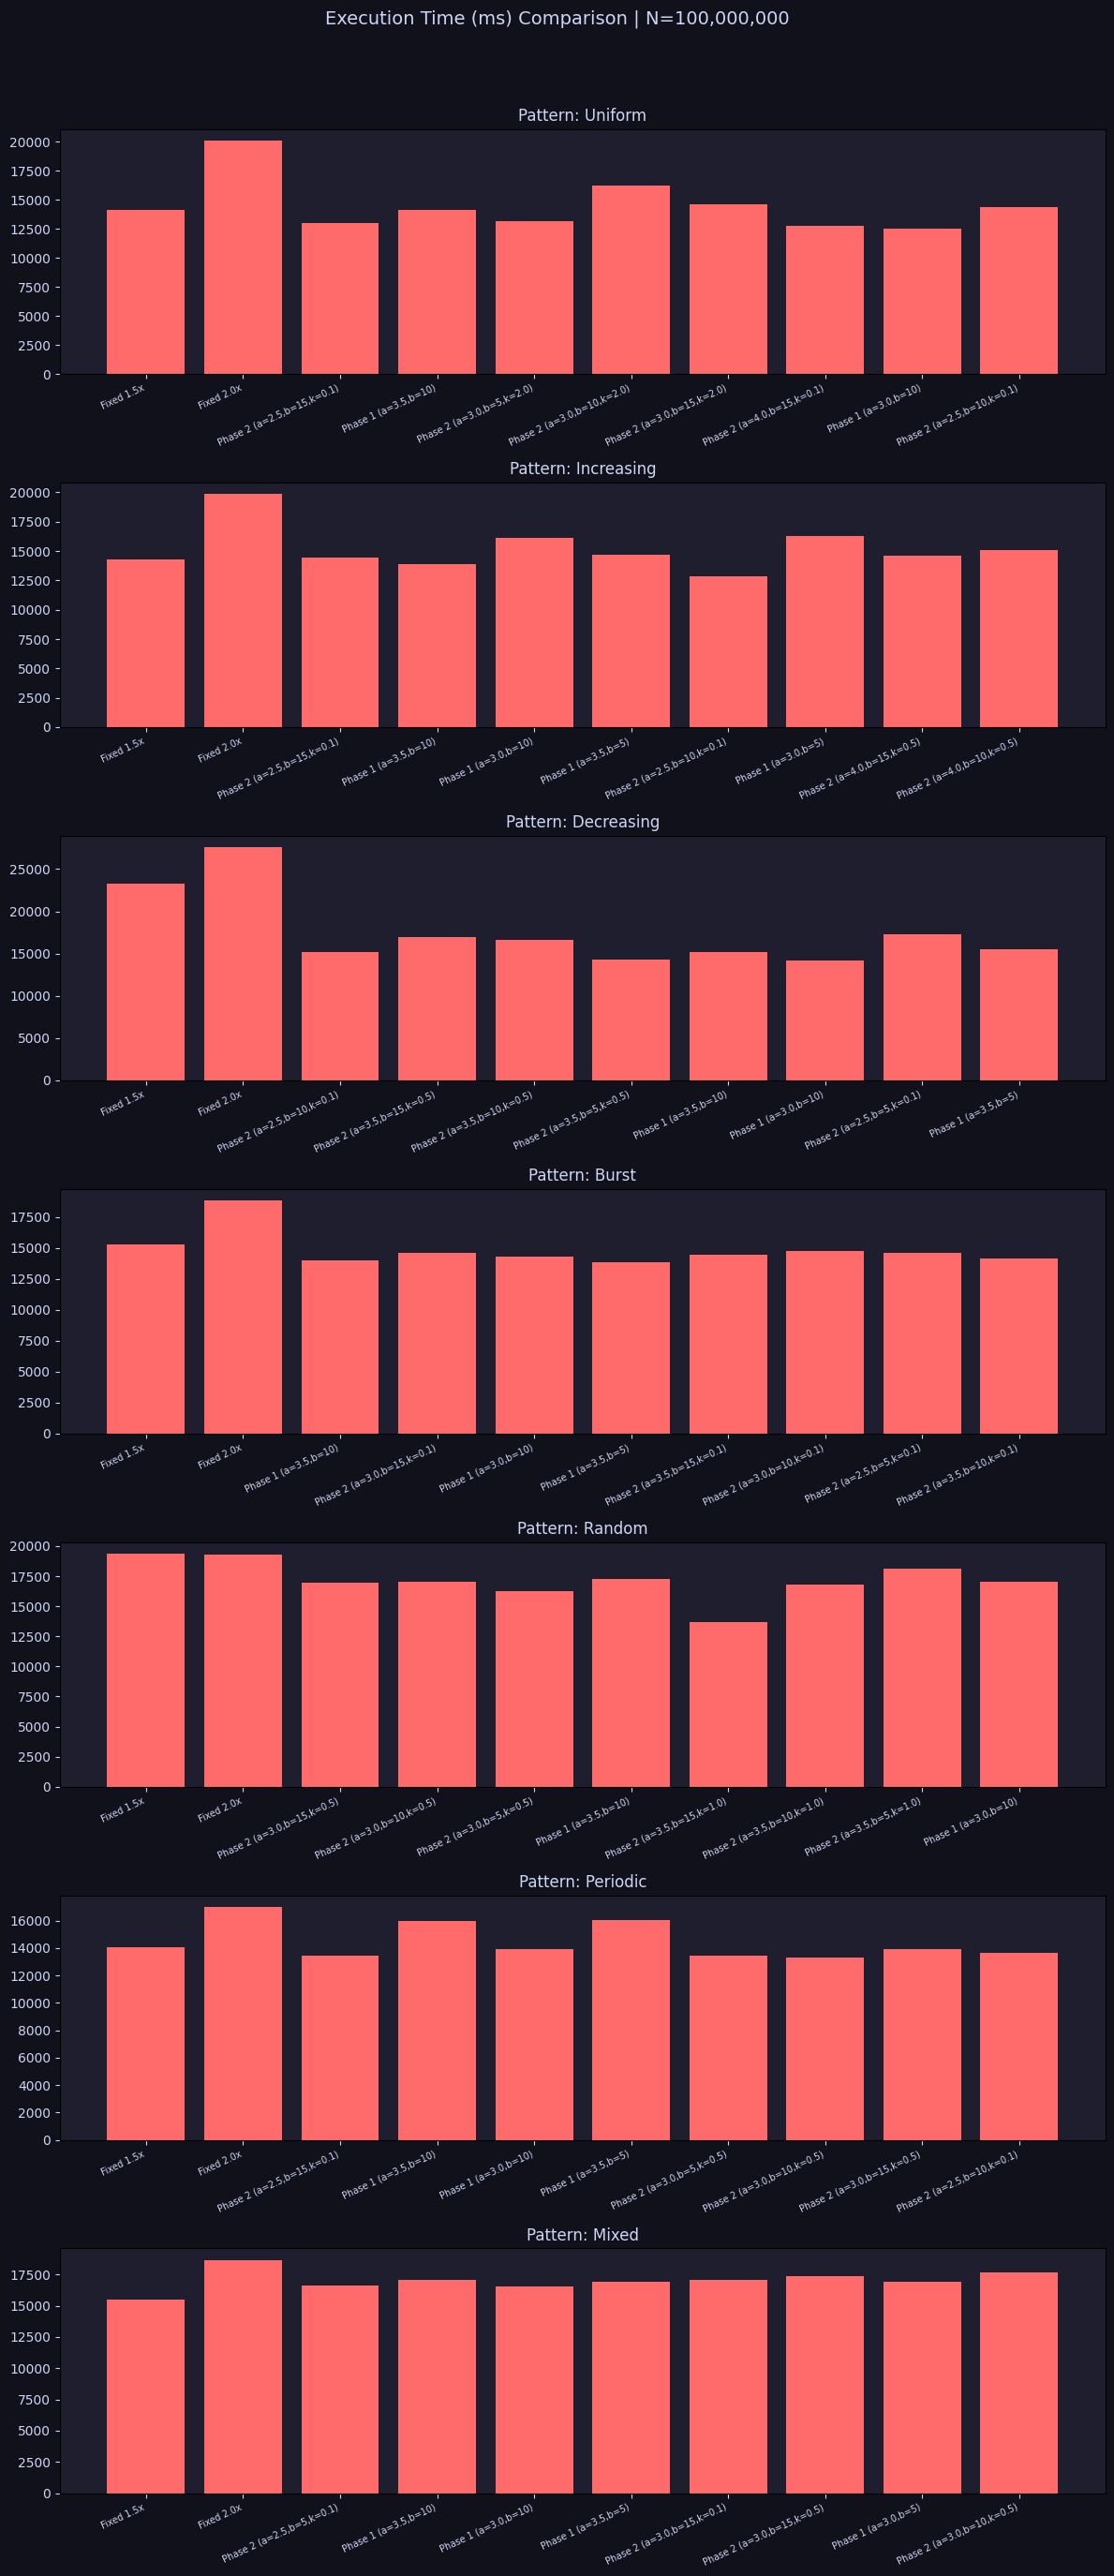 Execution Time (ms) Comparison | N=100,000,000
Pattern: Uniform
20000
17500
15000
12500
10000
7500
5000
2500
0
Fixed 1.5x
Fixed 2.0x
Phase 2 (a=2.5,b=15,k=0.1)
Phase 1 (a=3.5,b=10)
Phase 2 (a=3.0,b=5,k=2.0)
Phase 2 (a=3.0,b=10,k=2.0)
Phase 2 (a=3.0,b=15,k=2.0)
Phase 2 (a=4.0,b=15,k=0.1)
Phase 1 (a=3.0,b=10)
Phase 2 (a=2.5,b=10,k=0.1)
Pattern: Increasing
20000
17500
15000
12500
10000
7500
5000
2500
0
Fixed 1.5x
Fixed 2.0x
Phase 2 (a=2.5,b=15,k=0.1)
Phase 1 (a=3.5,b=10)
Phase 1 (a=3.0,b=10)
Phase 1 (a=3.5,b=5)
Phase 2 (a=2.5,b=10,k=0.1)
Phase 1 (a=3.0,b=5)
Phase 2 (a=4.0,b=15,k=0.5)
Phase 2 (a=4.0,b=10,k=0.5)
Pattern: Decreasing
25000
20000
15000
10000
5000
0
Fixed 1.5x
Fixed 2.0x
Phase 2 (a=2.5,b=10,k=0.1)
Phase 2 (a=3.5,b=15,k=0.5)
Phase 2 (a=3.5,b=10,k=0.5)
Phase 2 (a=3.5,b=5,k=0.5)
Phase 1 (a=3.5,b=10)
Phase 1 (a=3.0,b=10)
Phase 2 (a=2.5,b=5,k=0.1)
Phase 1 (a=3.5,b=5)
Pattern: Burst
17500
15000
12500
10000
7500
5000
2500
0
Fixed 1.5x
Fixed 2.0x
Phase 1 (a=3.5,b=10)
Phase 2 (a=3.0,b=15,k=0.1)
Phase 1 (a=3.0,b=10)
Phase 1 (a=3.5,b=5)
Phase 2 (a=3.5,b=15,k=0.1)
Phase 2 (a=3.0,b=10,k=0.1)
Phase 2 (a=2.5,b=5,k=0.1)
Phase 2 (a=3.5,b=10,k=0.1)
Pattern: Random
20000
17500
15000
12500
10000
7500
5000
2500
0
Fixed 1.5x
Fixed 2.0x
Phase 2 (a=3.0,b=15,k=0.5)
Phase 2 (a=3.0,b=10,k=0.5)
Phase 2 (a=3.0,b=5,k=0.5)
Phase 1 (a=3.5,b=10)
Phase 2 (a=3.5,b=15,k=1.0)
Phase 2 (a=3.5,b=10,k=1.0)
Phase 2 (a=3.5,b=5,k=1.0)
Phase 1 (a=3.0,b=10)
Pattern: Periodic
16000
14000
12000
10000
8000
6000
4000
2000
0
Fixed 1.5x
Fixed 2.0x
Phase 2 (a=2.5,b=15,k=0.1)
Phase 1 (a=3.5,b=10)
Phase 1 (a=3.0,b=10)
Phase 1 (a=3.5,b=5)
Phase 2 (a=3.0,b=5,k=0.5)
Phase 2 (a=3.0,b=10,k=0.5)
Phase 2 (a=3.0,b=15,k=0.5)
Phase 2 (a=2.5,b=10,k=0.1)
Pattern: Mixed
17500
15000
12500
10000
7500
5000
2500
0
Fixed 1.5x
Fixed 2.0x
Phase 2 (a=2.5,b=5,k=0.1)
Phase 1 (a=3.5,b=10)
Phase 1 (a=3.0,b=10)
Phase 1 (a=3.5,b=5)
Phase 2 (a=3.0,b=15,k=0.1)
Phase 2 (a=3.0,b=15,k=0.5)
Phase 1 (a=3.0,b=5)
Phase 2 (a=3.0,b=10,k=0.5)